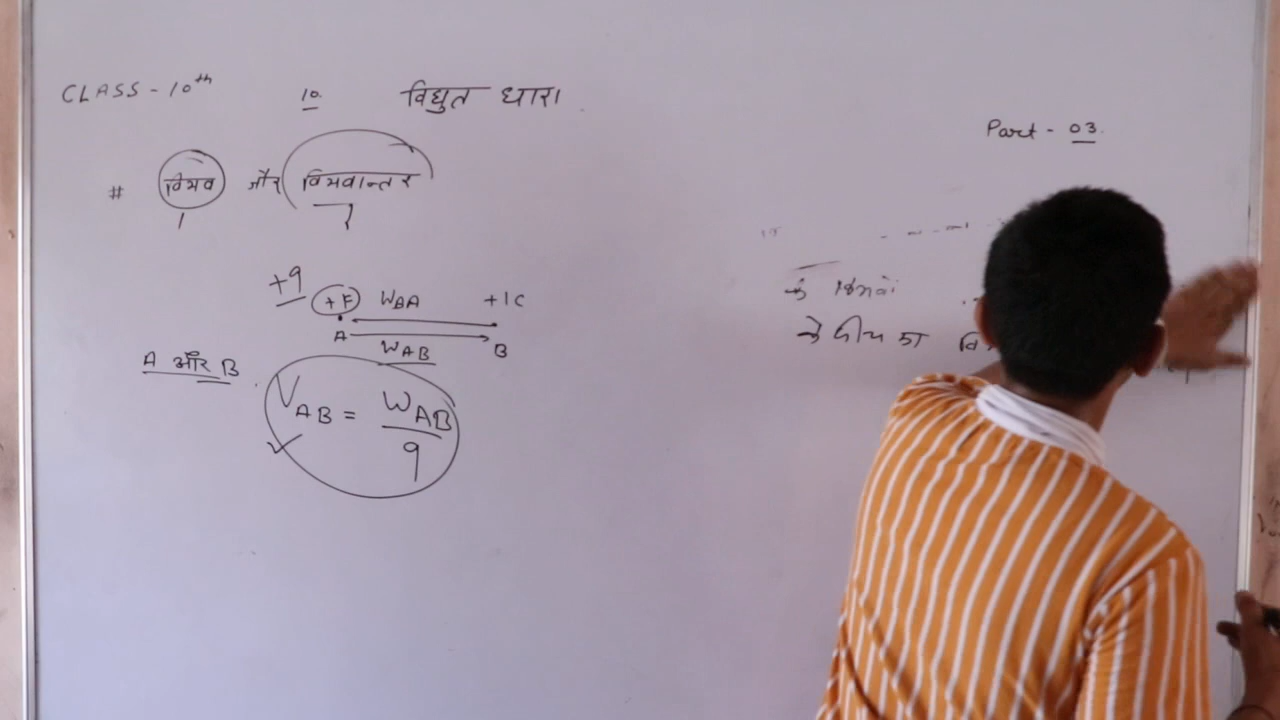 CLASS - 10th 10. विद्युत धारा
Part - 03.
# विभव और विभवान्तर
+q
+F WBA +1C
A WAB B
A और B
VAB = WAB / q
के बीच का